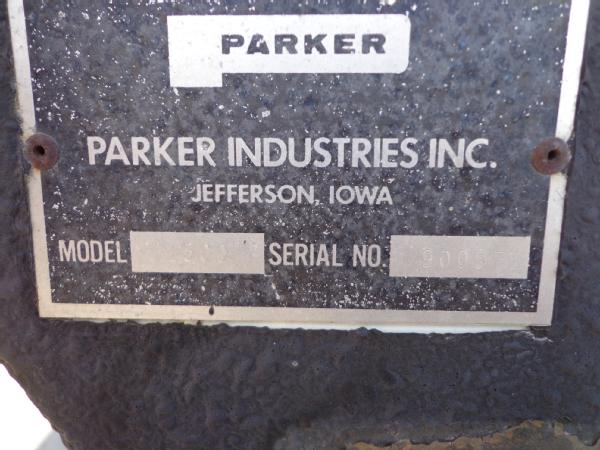 PARKER
PARKER INDUSTRIES INC.
JEFFERSON, IOWA
MODEL SERIAL NO.